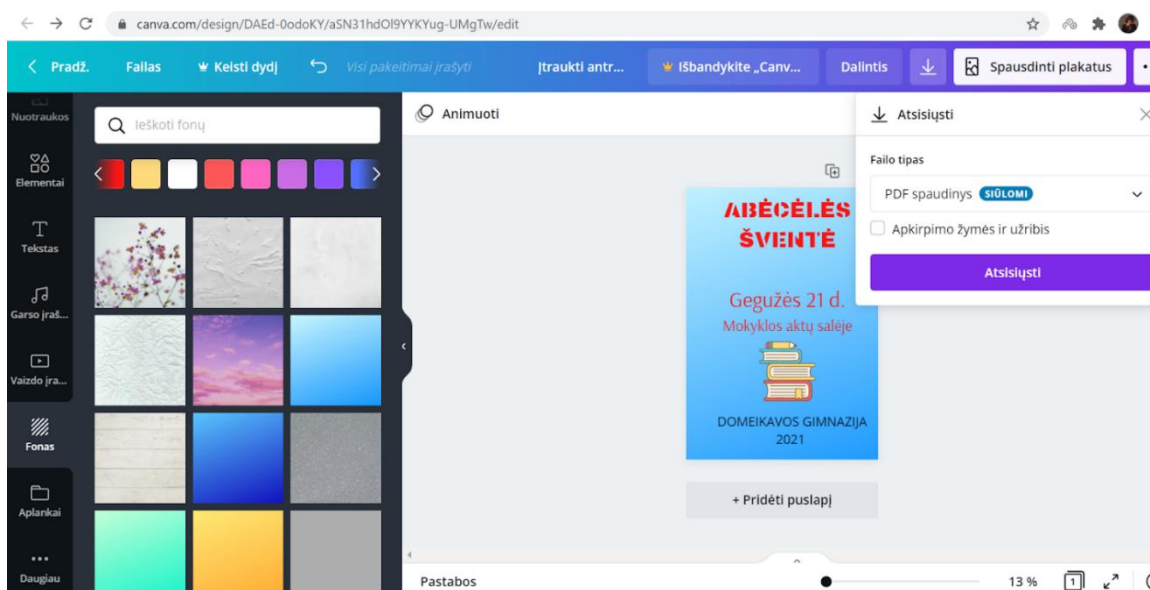 canva.com/design/DAEd-0odoKY/aSN31hdOl9YYKYug-UMgTw/edit
Pradž. Failas Keisti dydį Visi pakeitimai įrašyti Įtraukti antr... Išbandykite „Canv... Dalintis Spausdinti plakatus
Nuotraukos
Elementai
Tekstas
Garso įraš...
Vaizdo įra...
Fonas
Aplankai
Daugiau
Ieškoti fonų
Animuoti
ABĖCĖLĖS
ŠVENTĖ
Gegužės 21 d.
Mokyklos aktų salėje
DOMEIKAVOS GIMNAZIJA
2021
+ Pridėti puslapį
Atsisiųsti
Failo tipas
PDF spaudinys SIŪLOMI
Apkirpimo žymės ir užribis
Atsisiųsti
Pastabos
13 % 1